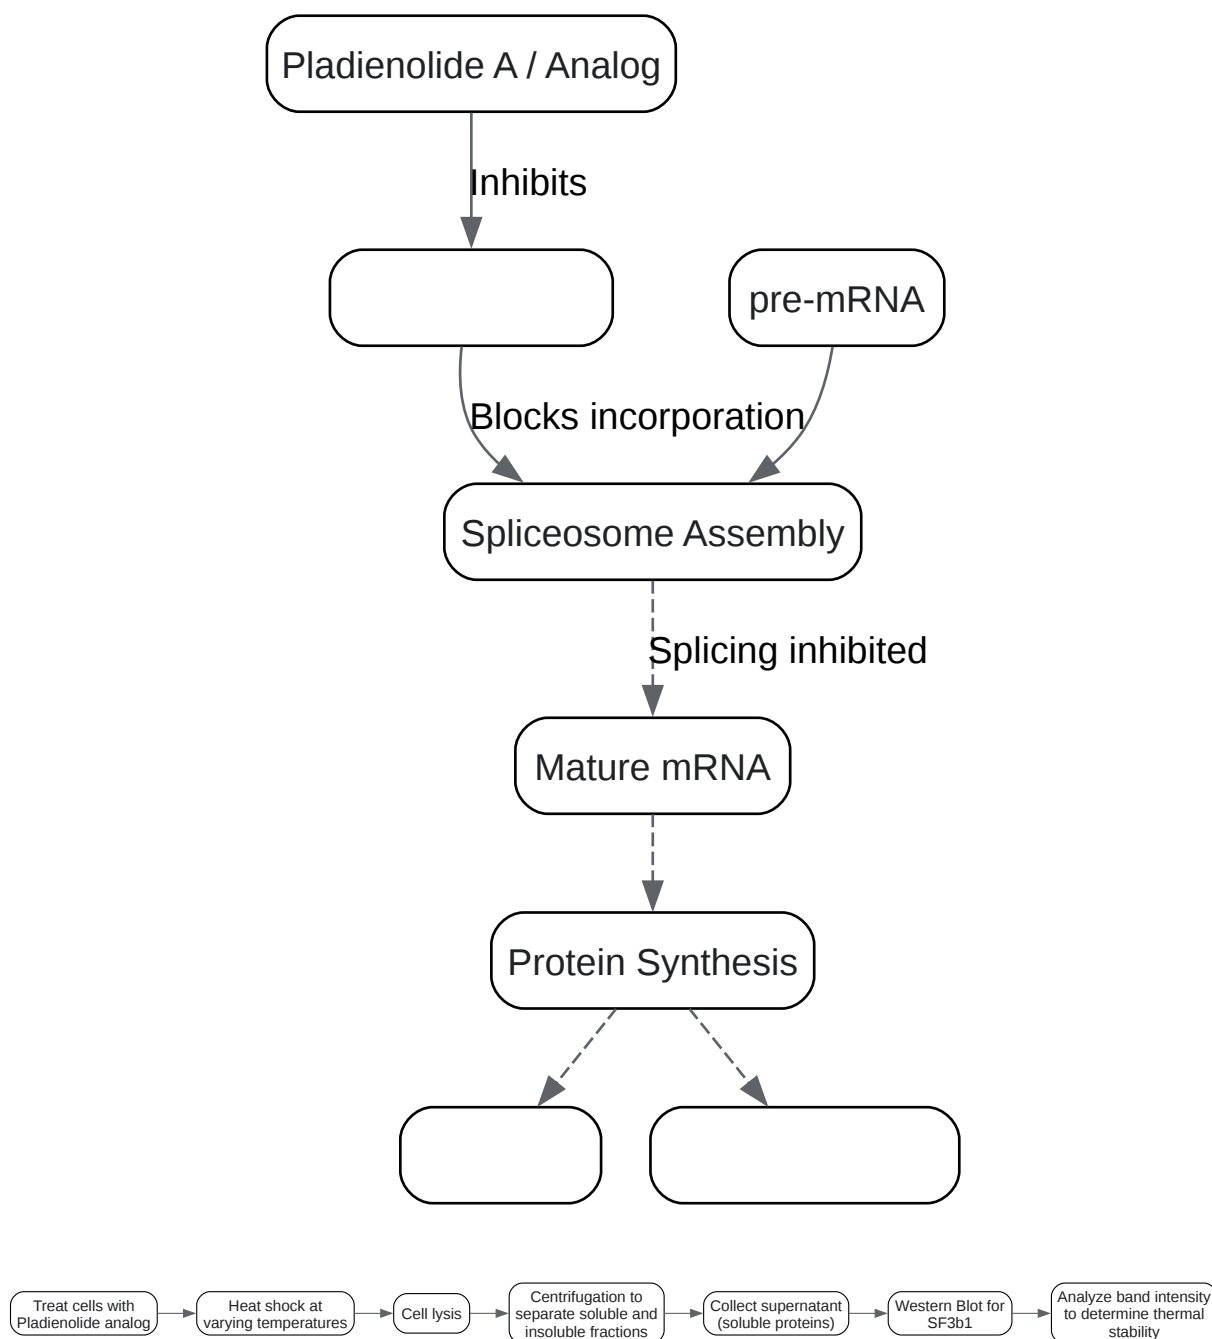 Pladienolide A / Analog
Inhibits
pre-mRNA
Blocks incorporation
Spliceosome Assembly
Splicing inhibited
Mature mRNA
Protein Synthesis
Treat cells with
Pladienolide analog
Heat shock at
varying temperatures
Cell lysis
Centrifugation to
separate soluble and
insoluble fractions
Collect supernatant
(soluble proteins)
Western Blot for
SF3b1
Analyze band intensity
to determine thermal
stability